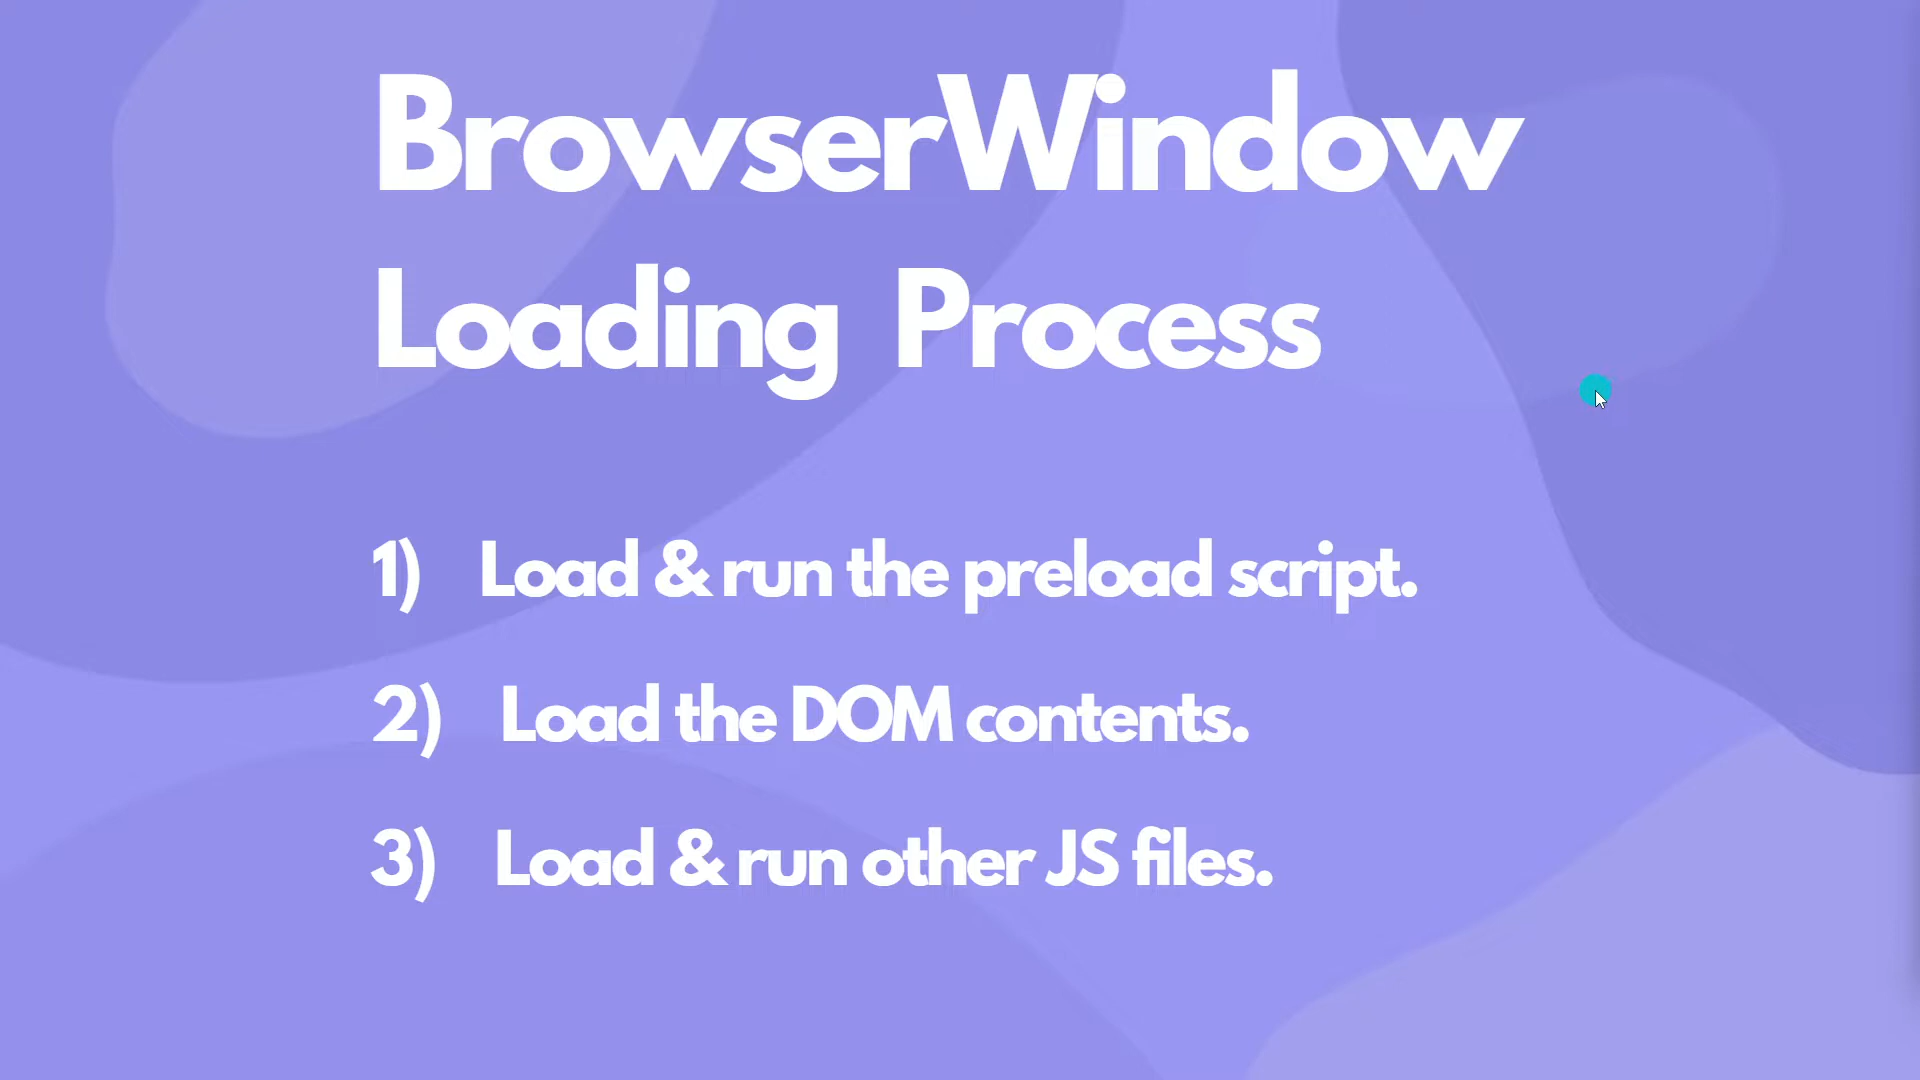 BrowserWindow
Loading Process
1) Load & run the preload script.
2) Load the DOM contents.
3) Load & run other JS files.